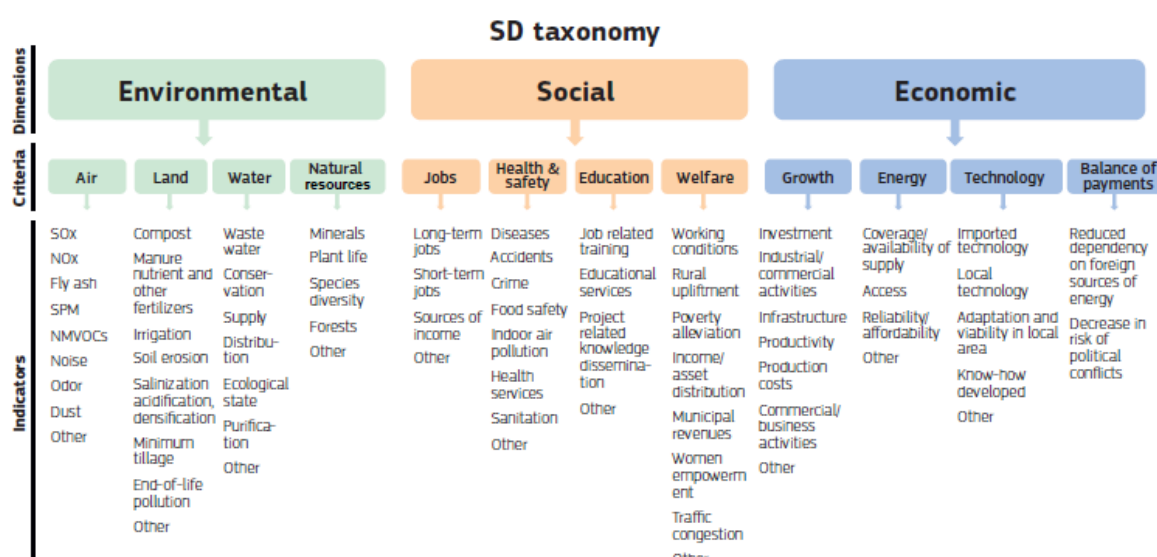 SD taxonomy
Dimensions
Environmental
Social
Economic
Criteria
Air
Land
Water
Natural
resources
Jobs
Health &
safety
Education
Welfare
Growth
Energy
Technology
Balance of
payments
Indicators
SOx
NOx
Fly ash
SPM
NMVOCs
Noise
Odor
Dust
Other
Compost
Manure
nutrient and
other
fertilizers
Irrigation
Soil erosion
Salinization
acidification,
densification
Minimum
tillage
End-of-life
pollution
Other
Waste
water
Conser-
vation
Supply
Distribu-
tion
Ecological
state
Purifica-
tion
Other
Minerals
Plant life
Species
diversity
Forests
Other
Long-term
jobs
Short-term
jobs
Sources of
income
Other
Diseases
Accidents
Crime
Food safety
Indoor air
pollution
Health
services
Sanitation
Other
Job related
training
Educational
services
Project
related
knowledge
dissemina-
tion
Other
Working
conditions
Rural
upliftment
Poverty
alleviation
Income/
asset
distribution
Municipal
revenues
Women
empowerm
ent
Traffic
congestion
Other
Investment
Industrial/
commercial
activities
Infrastructure
Productivity
Production
costs
Commercial/
business
activities
Other
Coverage/
availability of
supply
Access
Reliability/
affordability
Other
Imported
technology
Local
technology
Adaptation and
viability in local
area
Know-how
developed
Other
Reduced
dependency
on foreign
sources of
energy
Decrease in
risk of
political
conflicts